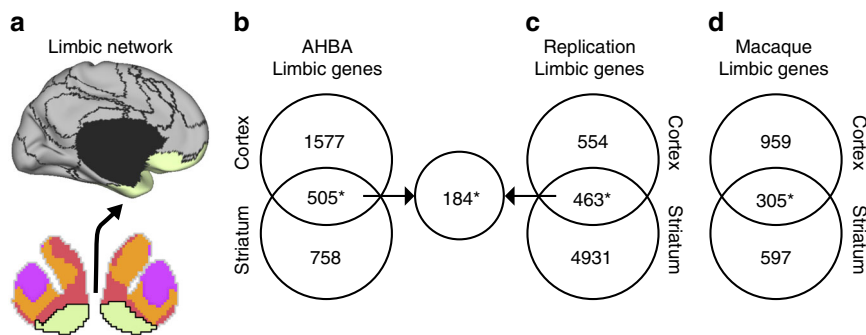 a
Limbic network
b
AHBA
Limbic genes
Cortex
Striatum
1577
505*
758
184*
c
Replication
Limbic genes
Cortex
Striatum
554
463*
4931
d
Macaque
Limbic genes
Cortex
Striatum
959
305*
597